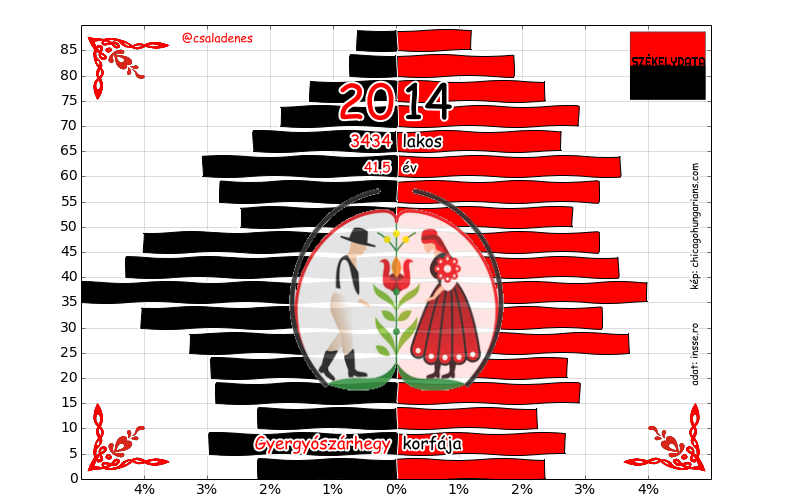 @csaladenes
SZÉKELYDATA
2014
3434 lakos
41.5 év
Gyergyószárhegy korfája
kép: chicagohungarians.com
adat: insse.ro
85
80
75
70
65
60
55
50
45
40
35
30
25
20
15
10
5
0
4% 3% 2% 1% 0% 1% 2% 3% 4%